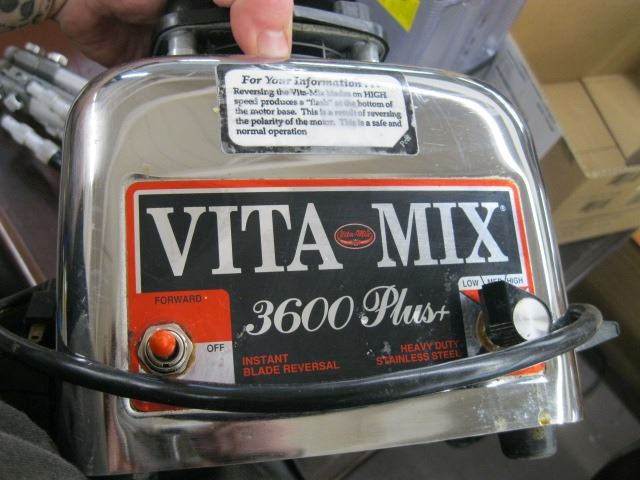 For Your Information . . .
Reversing the Vita-Mix blades on HIGH
speed produces a "flash" at the bottom of
the motor base. This is a result of reversing
the polarity of the motor. This is a safe and
normal operation
VITA Vita-Mix MIX®
FORWARD
LOW MED HIGH
3600 Plus+
OFF
INSTANT
BLADE REVERSAL
HEAVY DUTY
STAINLESS STEEL